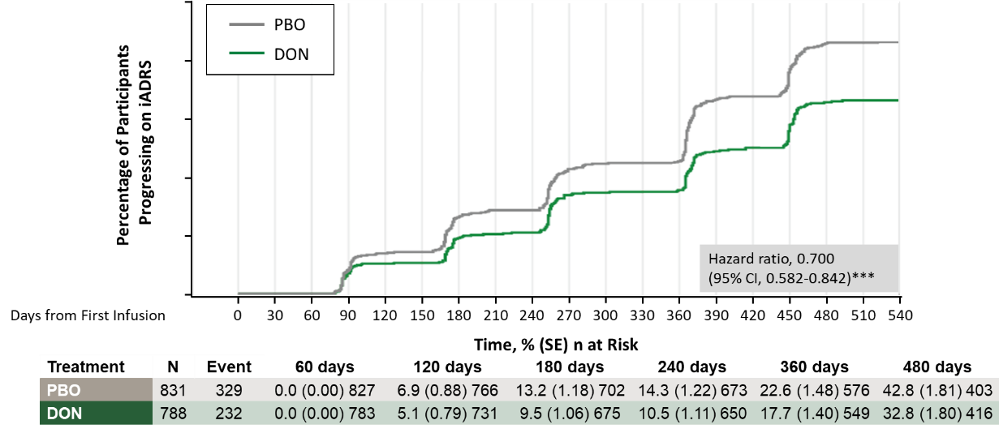 PBO
DON
Percentage of Participants
Progressing on iADRS
Hazard ratio, 0.700
(95% CI, 0.582-0.842)***
Days from First Infusion 0 30 60 90 120 150 180 210 240 270 300 330 360 390 420 450 480 510 540
Time, % (SE) n at Risk
Treatment N Event 60 days 120 days 180 days 240 days 360 days 480 days
PBO 831 329 0.0 (0.00) 827 6.9 (0.88) 766 13.2 (1.18) 702 14.3 (1.22) 673 22.6 (1.48) 576 42.8 (1.81) 403
DON 788 232 0.0 (0.00) 783 5.1 (0.79) 731 9.5 (1.06) 675 10.5 (1.11) 650 17.7 (1.40) 549 32.8 (1.80) 416